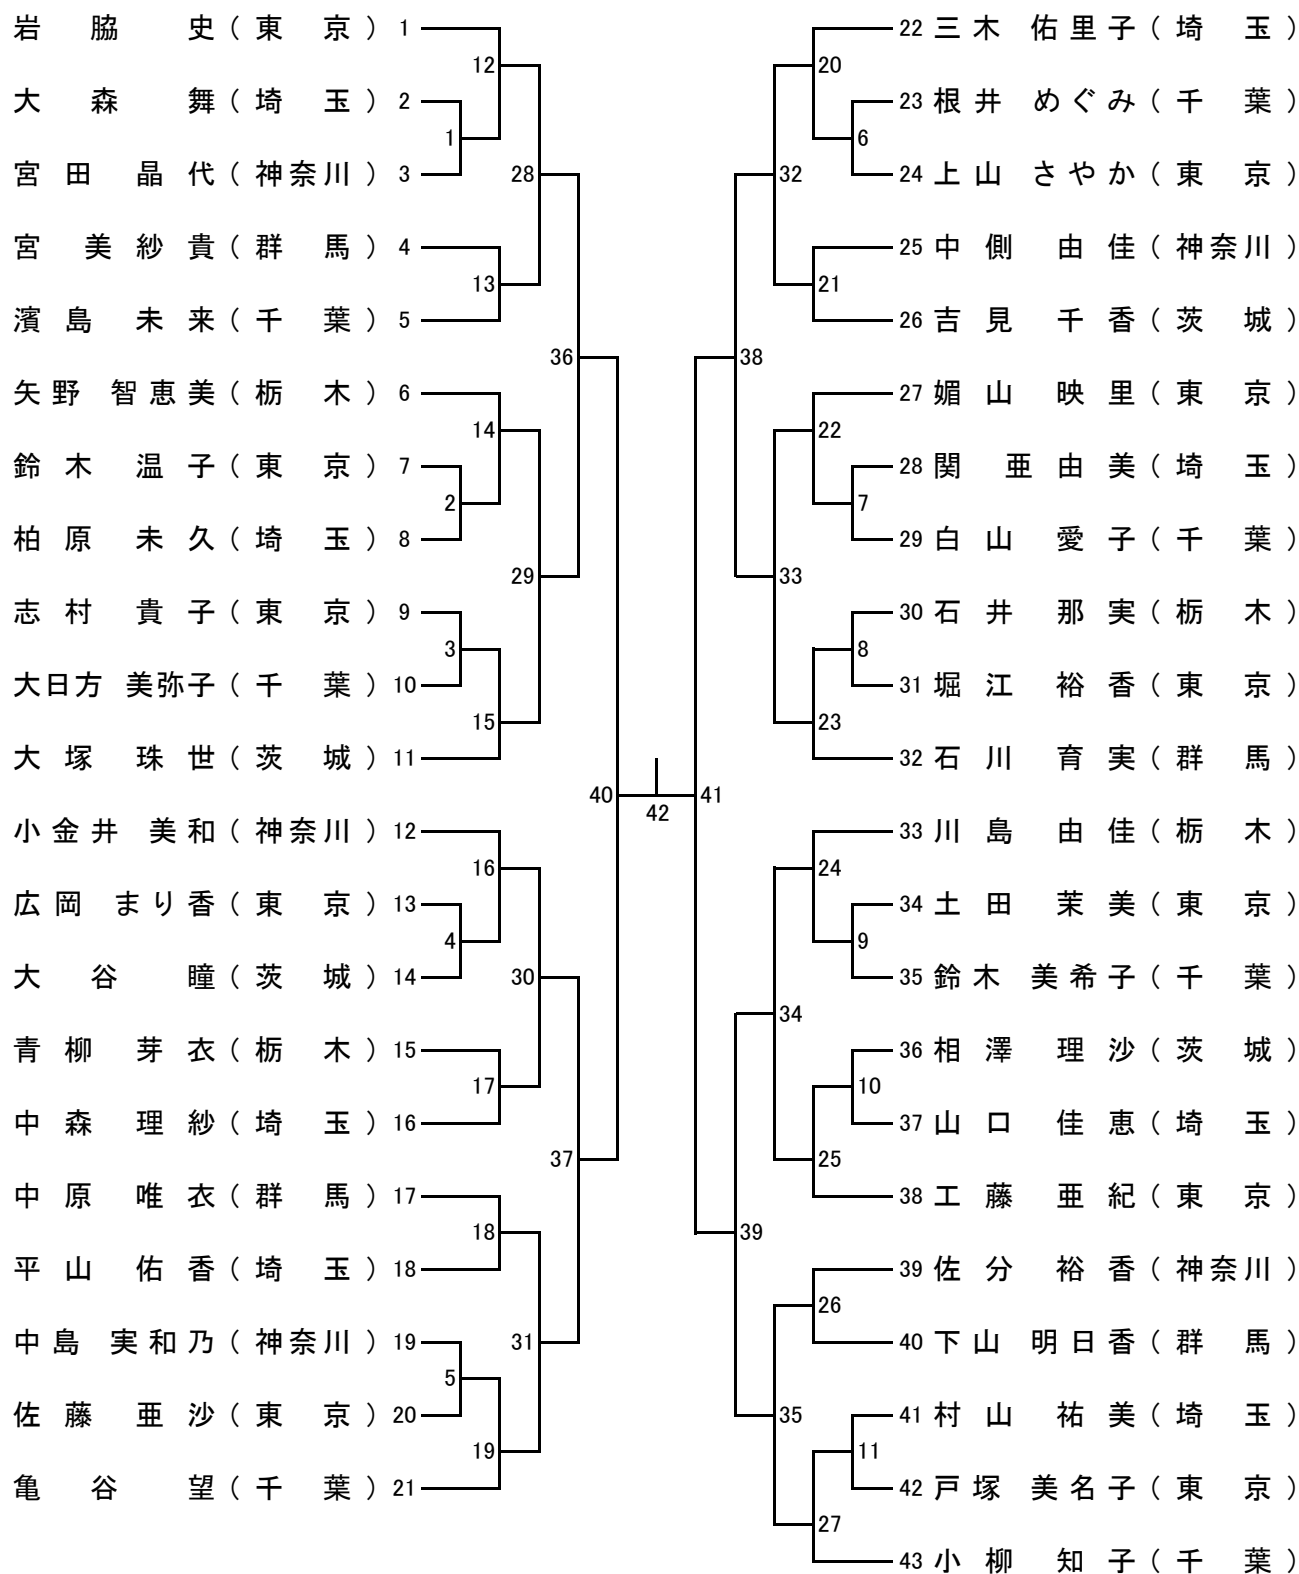 岩脇史（東京）1
大森舞（埼玉）2
宮田晶代（神奈川）3
宮美紗貴（群馬）4
濱島未来（千葉）5
矢野智恵美（栃木）6
鈴木温子（東京）7
柏原未久（埼玉）8
志村貴子（東京）9
大日方美弥子（千葉）10
大塚珠世（茨城）11
小金井美和（神奈川）12
広岡まり香（東京）13
大谷瞳（茨城）14
青柳芽衣（栃木）15
中森理紗（埼玉）16
中原唯衣（群馬）17
平山佑香（埼玉）18
中島実和乃（神奈川）19
佐藤亜沙（東京）20
亀谷望（千葉）21
12
1
28
13
36
14
2
29
3
15
40
16
4
30
17
37
18
31
5
19
42
41
20
6
32
21
38
22
7
33
8
23
24
9
34
10
25
39
26
35
11
27
22 三木佑里子（埼玉）
23 根井めぐみ（千葉）
24 上山さやか（東京）
25 中側由佳（神奈川）
26 吉見千香（茨城）
27 媚山映里（東京）
28 関亜由美（埼玉）
29 白山愛子（千葉）
30 石井那実（栃木）
31 堀江裕香（東京）
32 石川育実（群馬）
33 川島由佳（栃木）
34 土田茉美（東京）
35 鈴木美希子（千葉）
36 相澤理沙（茨城）
37 山口佳恵（埼玉）
38 工藤亜紀（東京）
39 佐分裕香（神奈川）
40 下山明日香（群馬）
41 村山祐美（埼玉）
42 戸塚美名子（東京）
43 小柳知子（千葉）